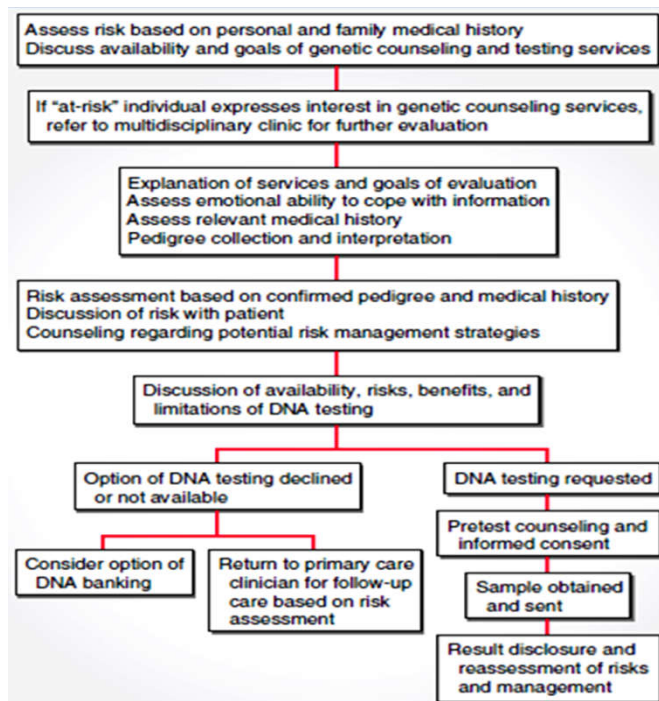 Assess risk based on personal and family medical history
Discuss availability and goals of genetic counseling and testing services
If “at-risk” individual expresses interest in genetic counseling services,
refer to multidisciplinary clinic for further evaluation
Explanation of services and goals of evaluation
Assess emotional ability to cope with information
Assess relevant medical history
Pedigree collection and interpretation
Risk assessment based on confirmed pedigree and medical history
Discussion of risk with patient
Counseling regarding potential risk management strategies
Discussion of availability, risks, benefits, and
limitations of DNA testing
Option of DNA testing declined
or not available
Consider option of
DNA banking
Return to primary care
clinician for follow-up
care based on risk
assessment
DNA testing requested
Pretest counseling and
informed consent
Sample obtained
and sent
Result disclosure and
reassessment of risks
and management